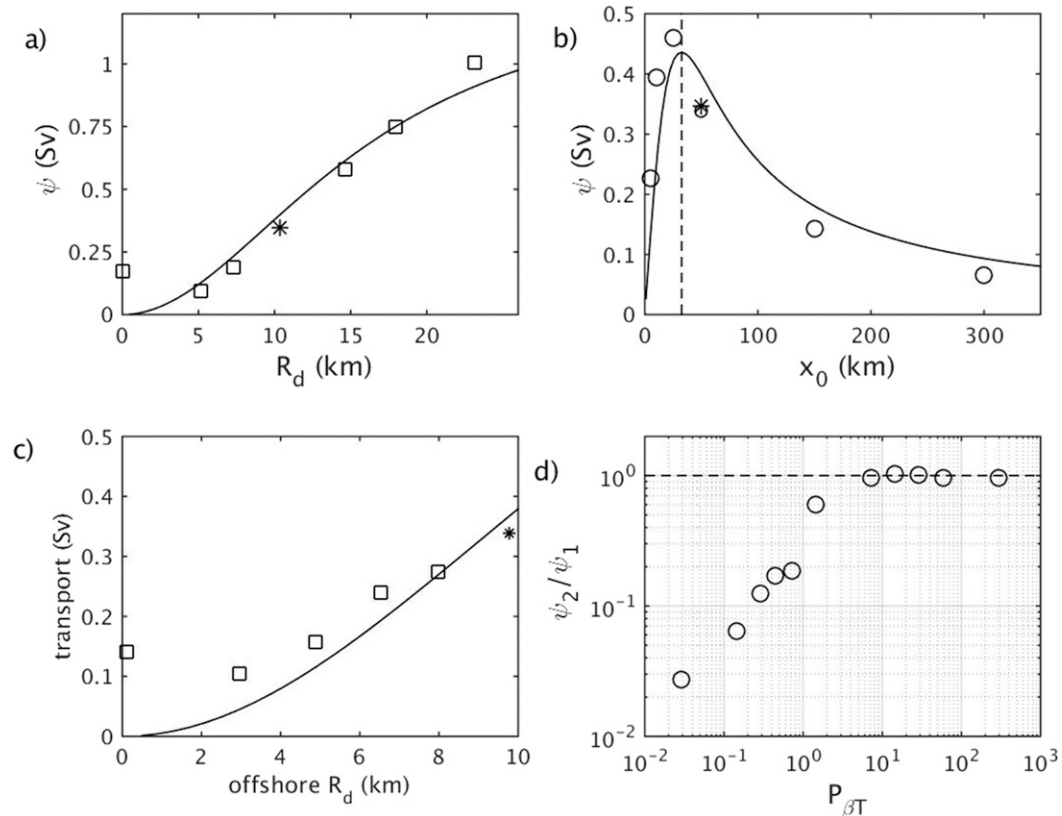 a)
ψ (Sv)
1
0.75
0.5
0.25
0
0 5 10 15 20
R_d (km)
b)
ψ (Sv)
0.5
0.4
0.3
0.2
0.1
0
0 100 200 300
x_0 (km)
c)
transport (Sv)
0.5
0.4
0.3
0.2
0.1
0
0 2 4 6 8 10
offshore R_d (km)
d)
ψ_2/ψ_1
10^0
10^-1
10^-2
10^-2 10^-1 10^0 10^1 10^2 10^3
P_βT